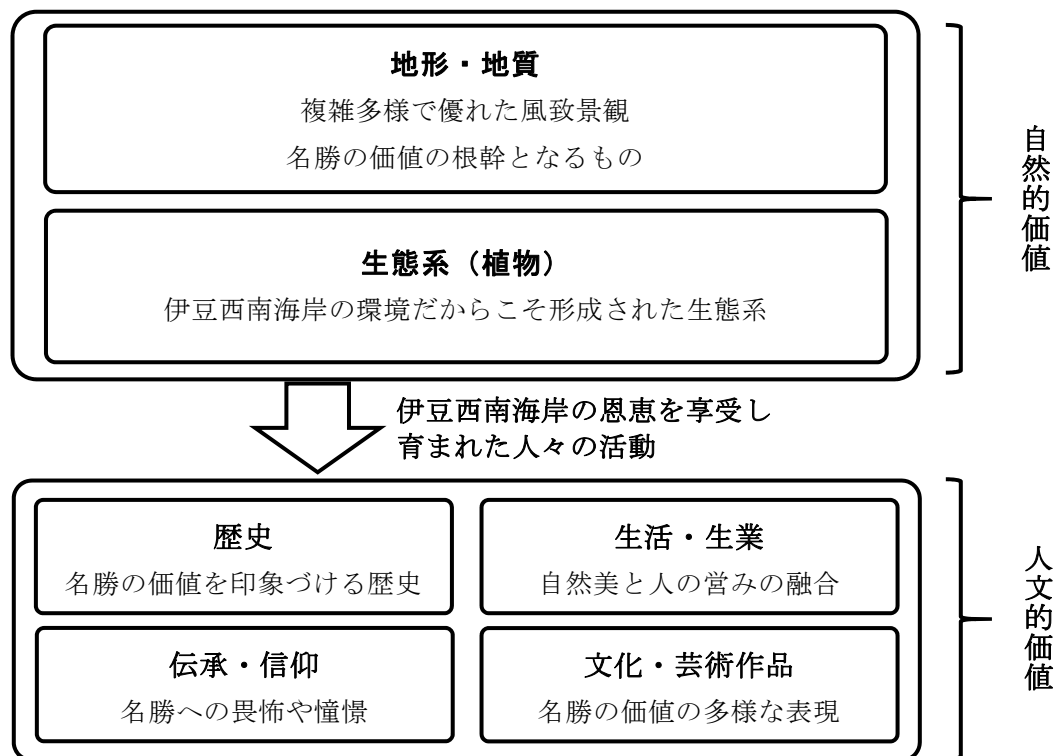 地形・地質
複雑多様で優れた風致景観
名勝の価値の根幹となるもの
生態系（植物）
伊豆西南海岸の環境だからこそ形成された生態系
自然的価値
伊豆西南海岸の恩恵を享受し
育まれた人々の活動
歴史
名勝の価値を印象づける歴史
生活・生業
自然美と人の営みの融合
伝承・信仰
名勝への畏怖や憧憬
文化・芸術作品
名勝の価値の多様な表現
人文的価値